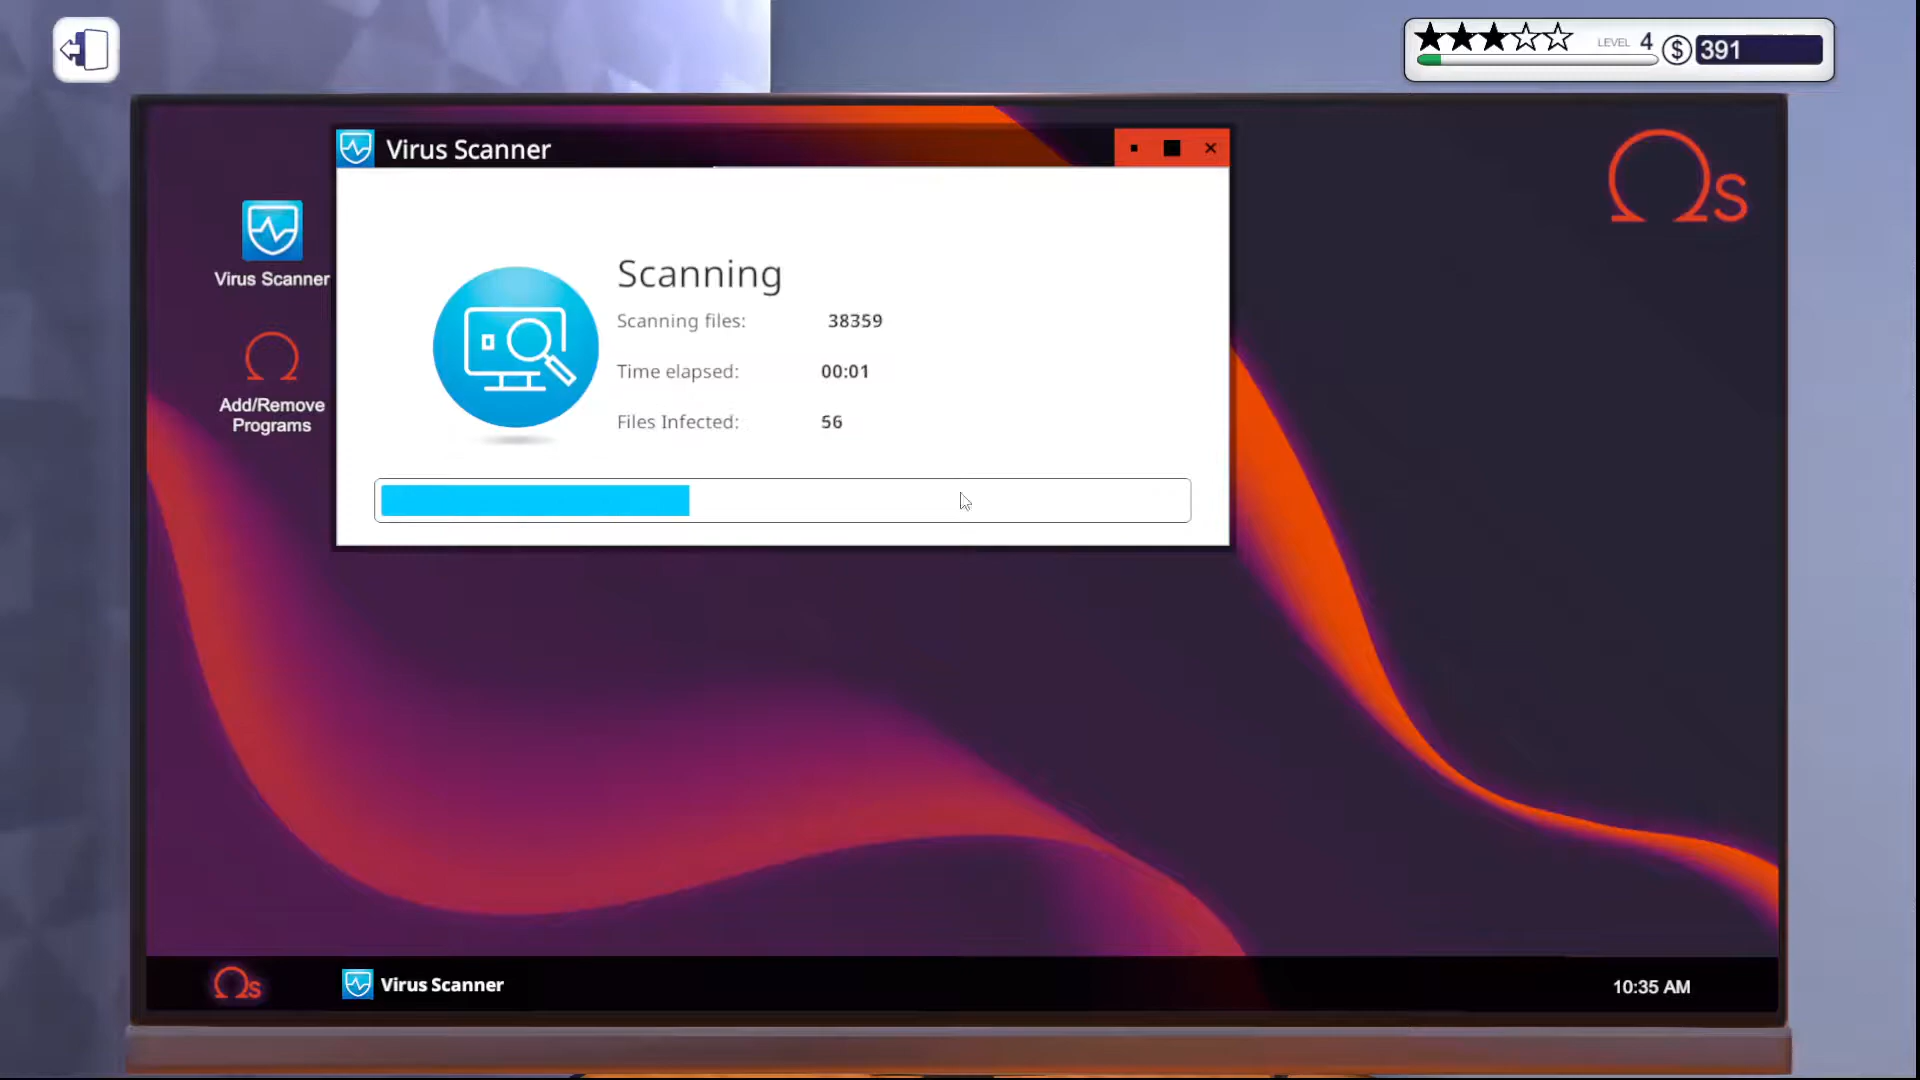 LEVEL 4
$ 391
Virus Scanner
Ωs
Virus Scanner
Add/Remove
Programs
Scanning
Scanning files: 38359
Time elapsed: 00:01
Files Infected: 56
Ωs
Virus Scanner
10:35 AM